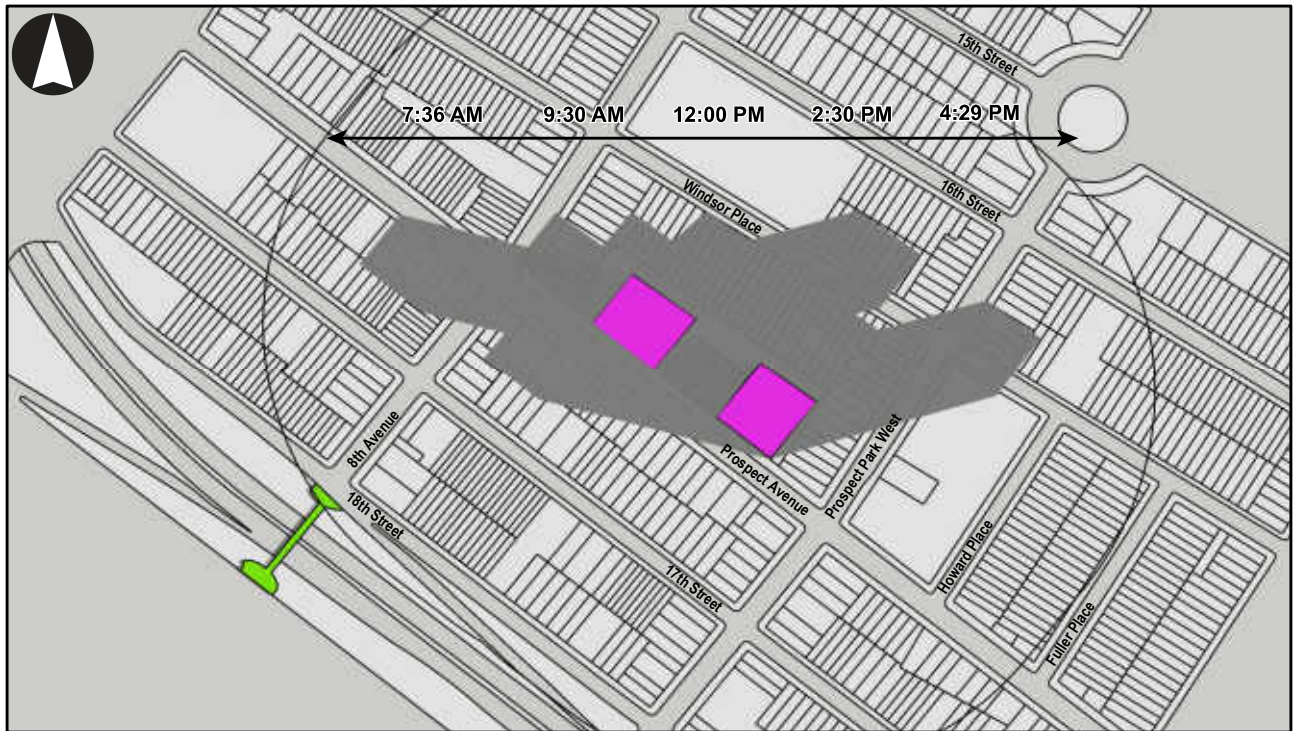 15th Street
7:36 AM 9:30 AM 12:00 PM 2:30 PM 4:29 PM
Windsor Place
16th Street
8th Avenue
Prospect Park West
Prospect Avenue
18th Street
17th Street
Howard Place
Fuller Place